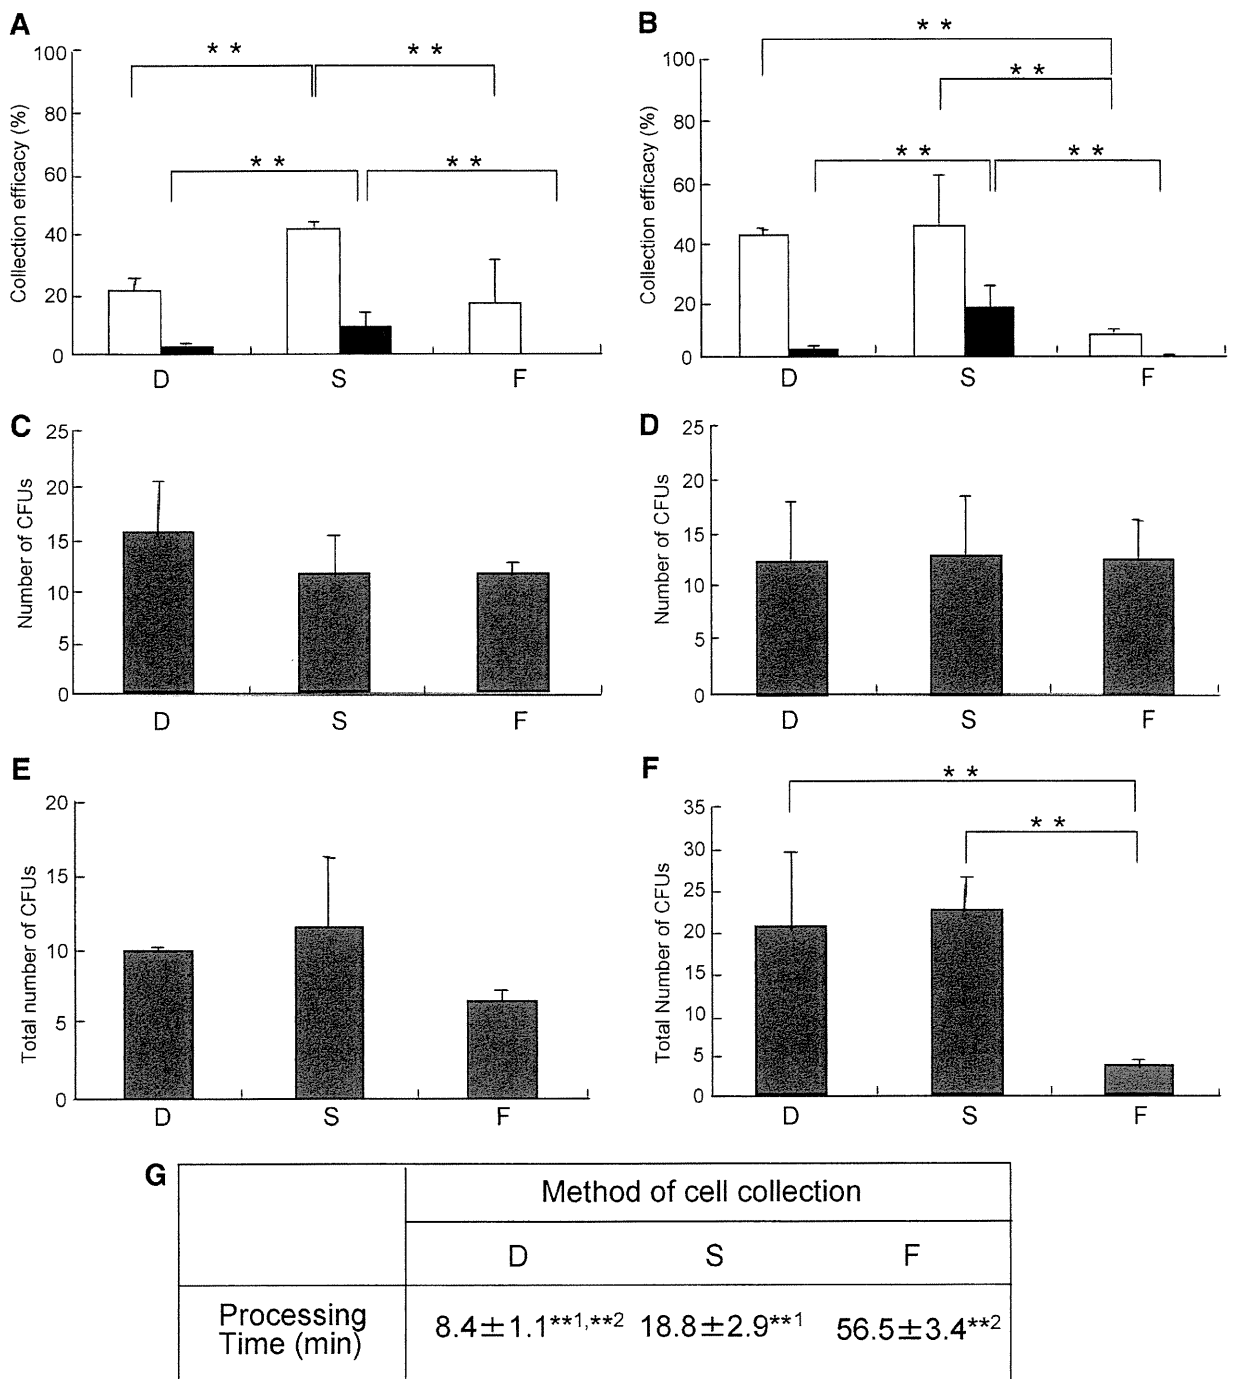 A
Collection efficacy (%)
100
80
60
40
20
0
* *
* *
* *
* *
D S F
B
Collection efficacy (%)
100
80
60
40
20
0
* *
* *
* *
* *
D S F
C
Number of CFUs
25
20
15
10
5
0
D S F
D
Number of CFUs
25
20
15
10
5
0
D S F
E
Total number of CFUs
20
15
10
5
0
D S F
F
Total Number of CFUs
35
30
25
20
15
10
5
0
* *
* *
D S F
G
Method of cell collection
D S F
Processing
Time (min)
8.4±1.1**1,**2 18.8±2.9**1 56.5±3.4**2